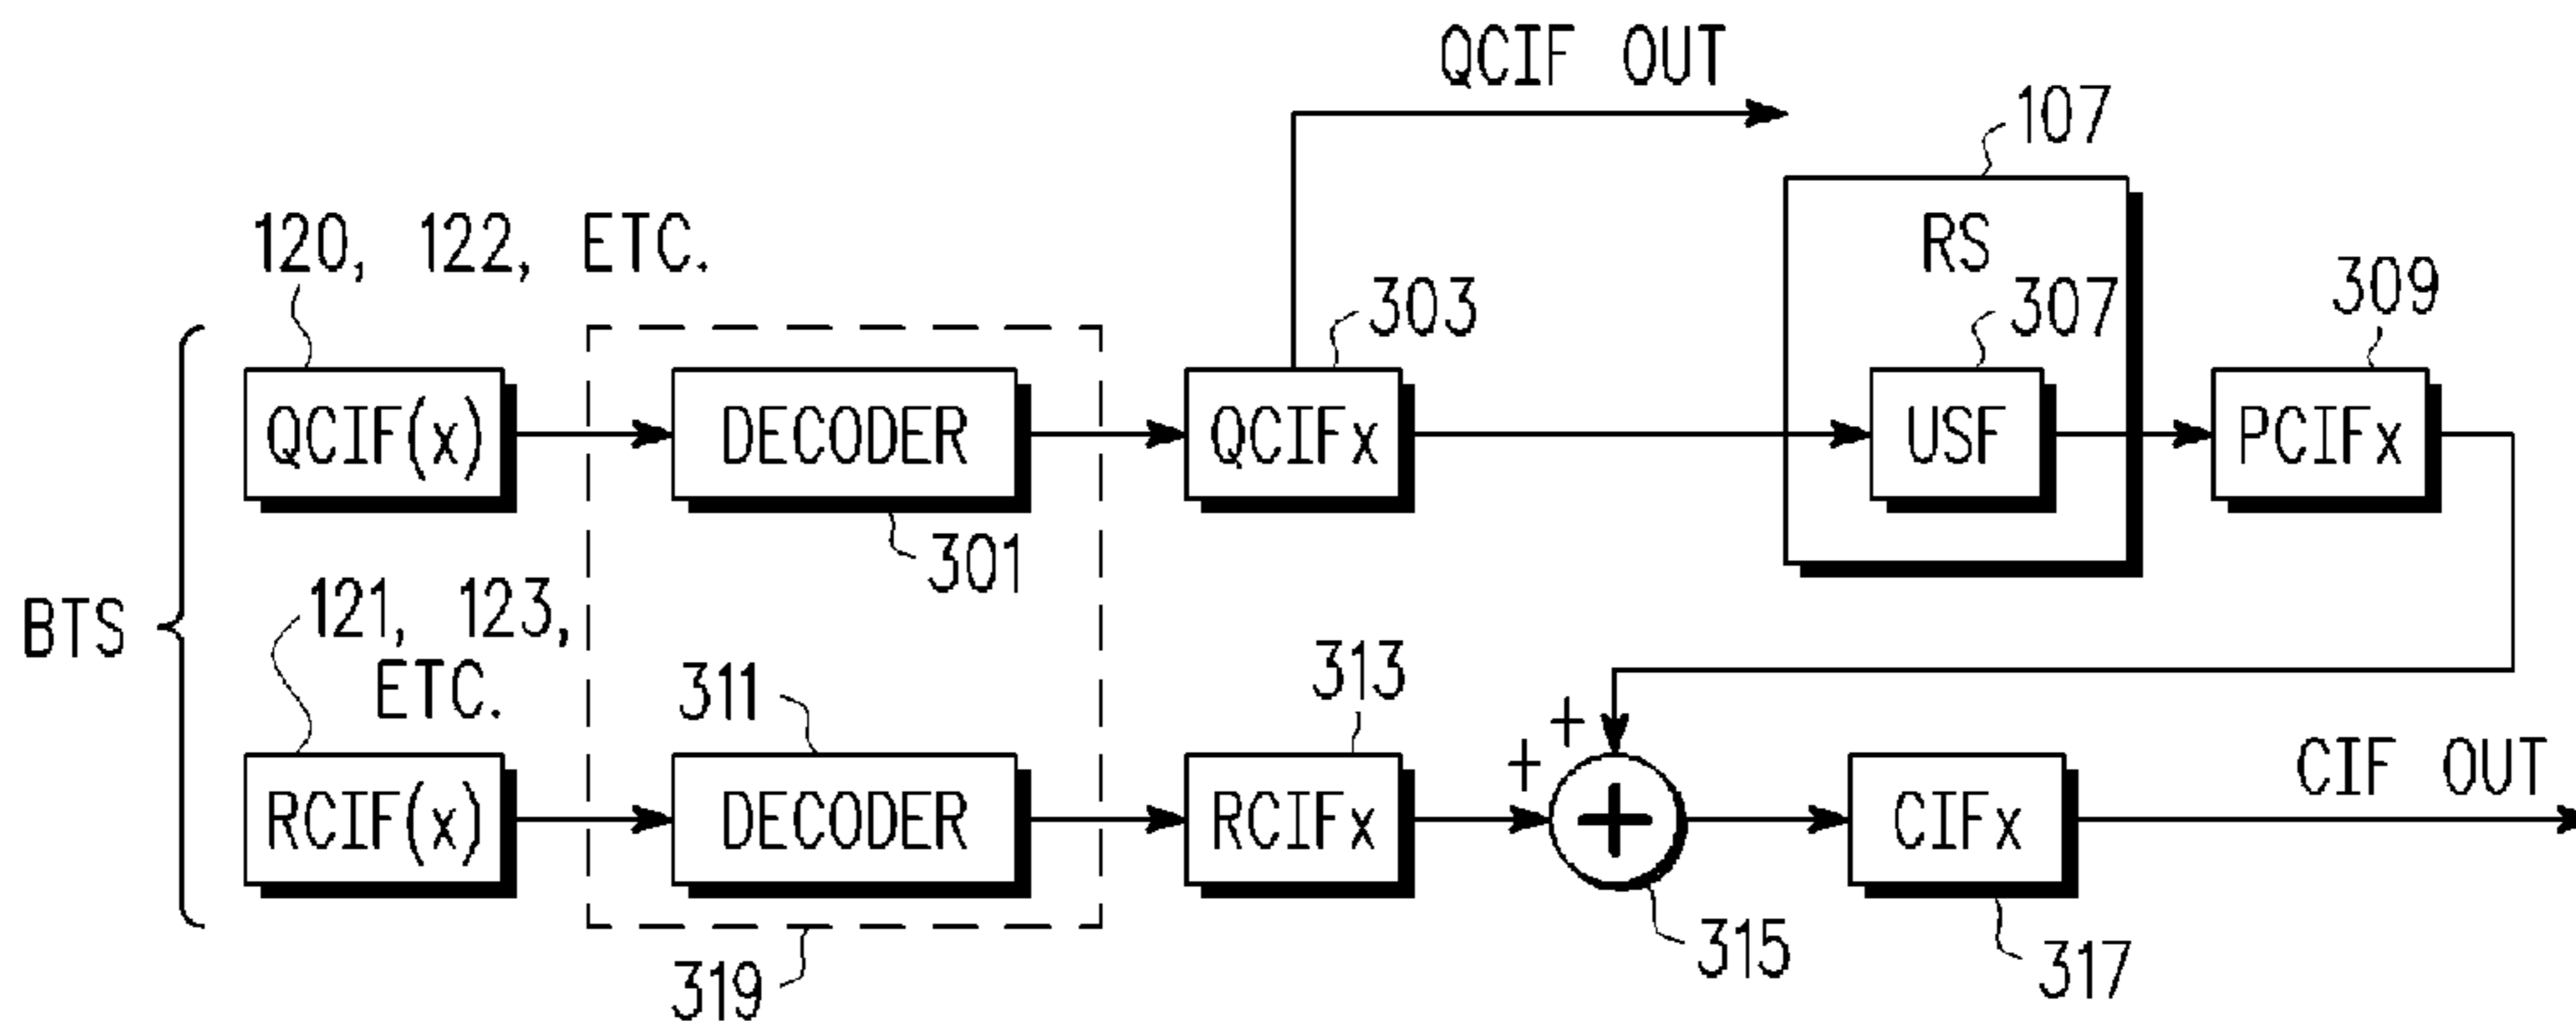 QCIF OUT
107
120, 122, ETC.
RS
303
307
309
QCIF(x)
DECODER
QCIFx
USF
PCIFx
301
BTS
121, 123,
ETC.
311
313
+
+
RCIF(x)
DECODER
RCIFx
+
CIFx
CIF OUT
319
315
317